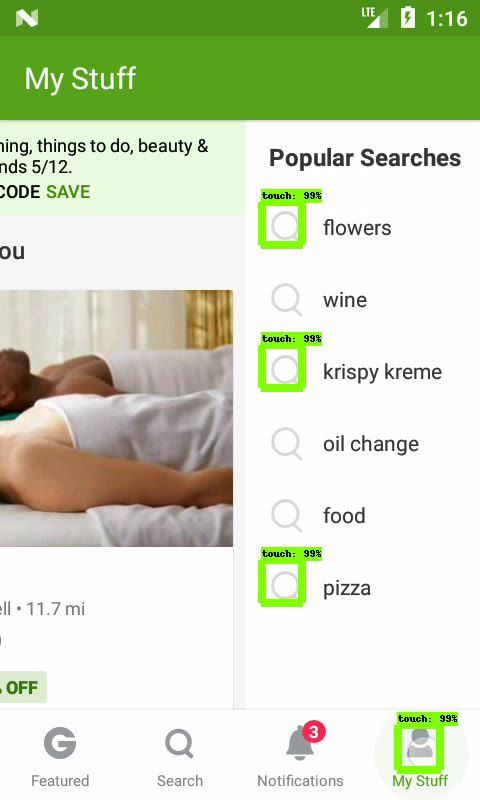 LTE
1:16
My Stuff
ning, things to do, beauty &
nds 5/12.
CODE SAVE
ou
ell • 11.7 mi
% OFF
Popular Searches
touch: 99%
flowers
wine
touch: 99%
krispy kreme
oil change
food
touch: 99%
pizza
touch: 99%
3
Featured
Search
Notifications
My Stuff